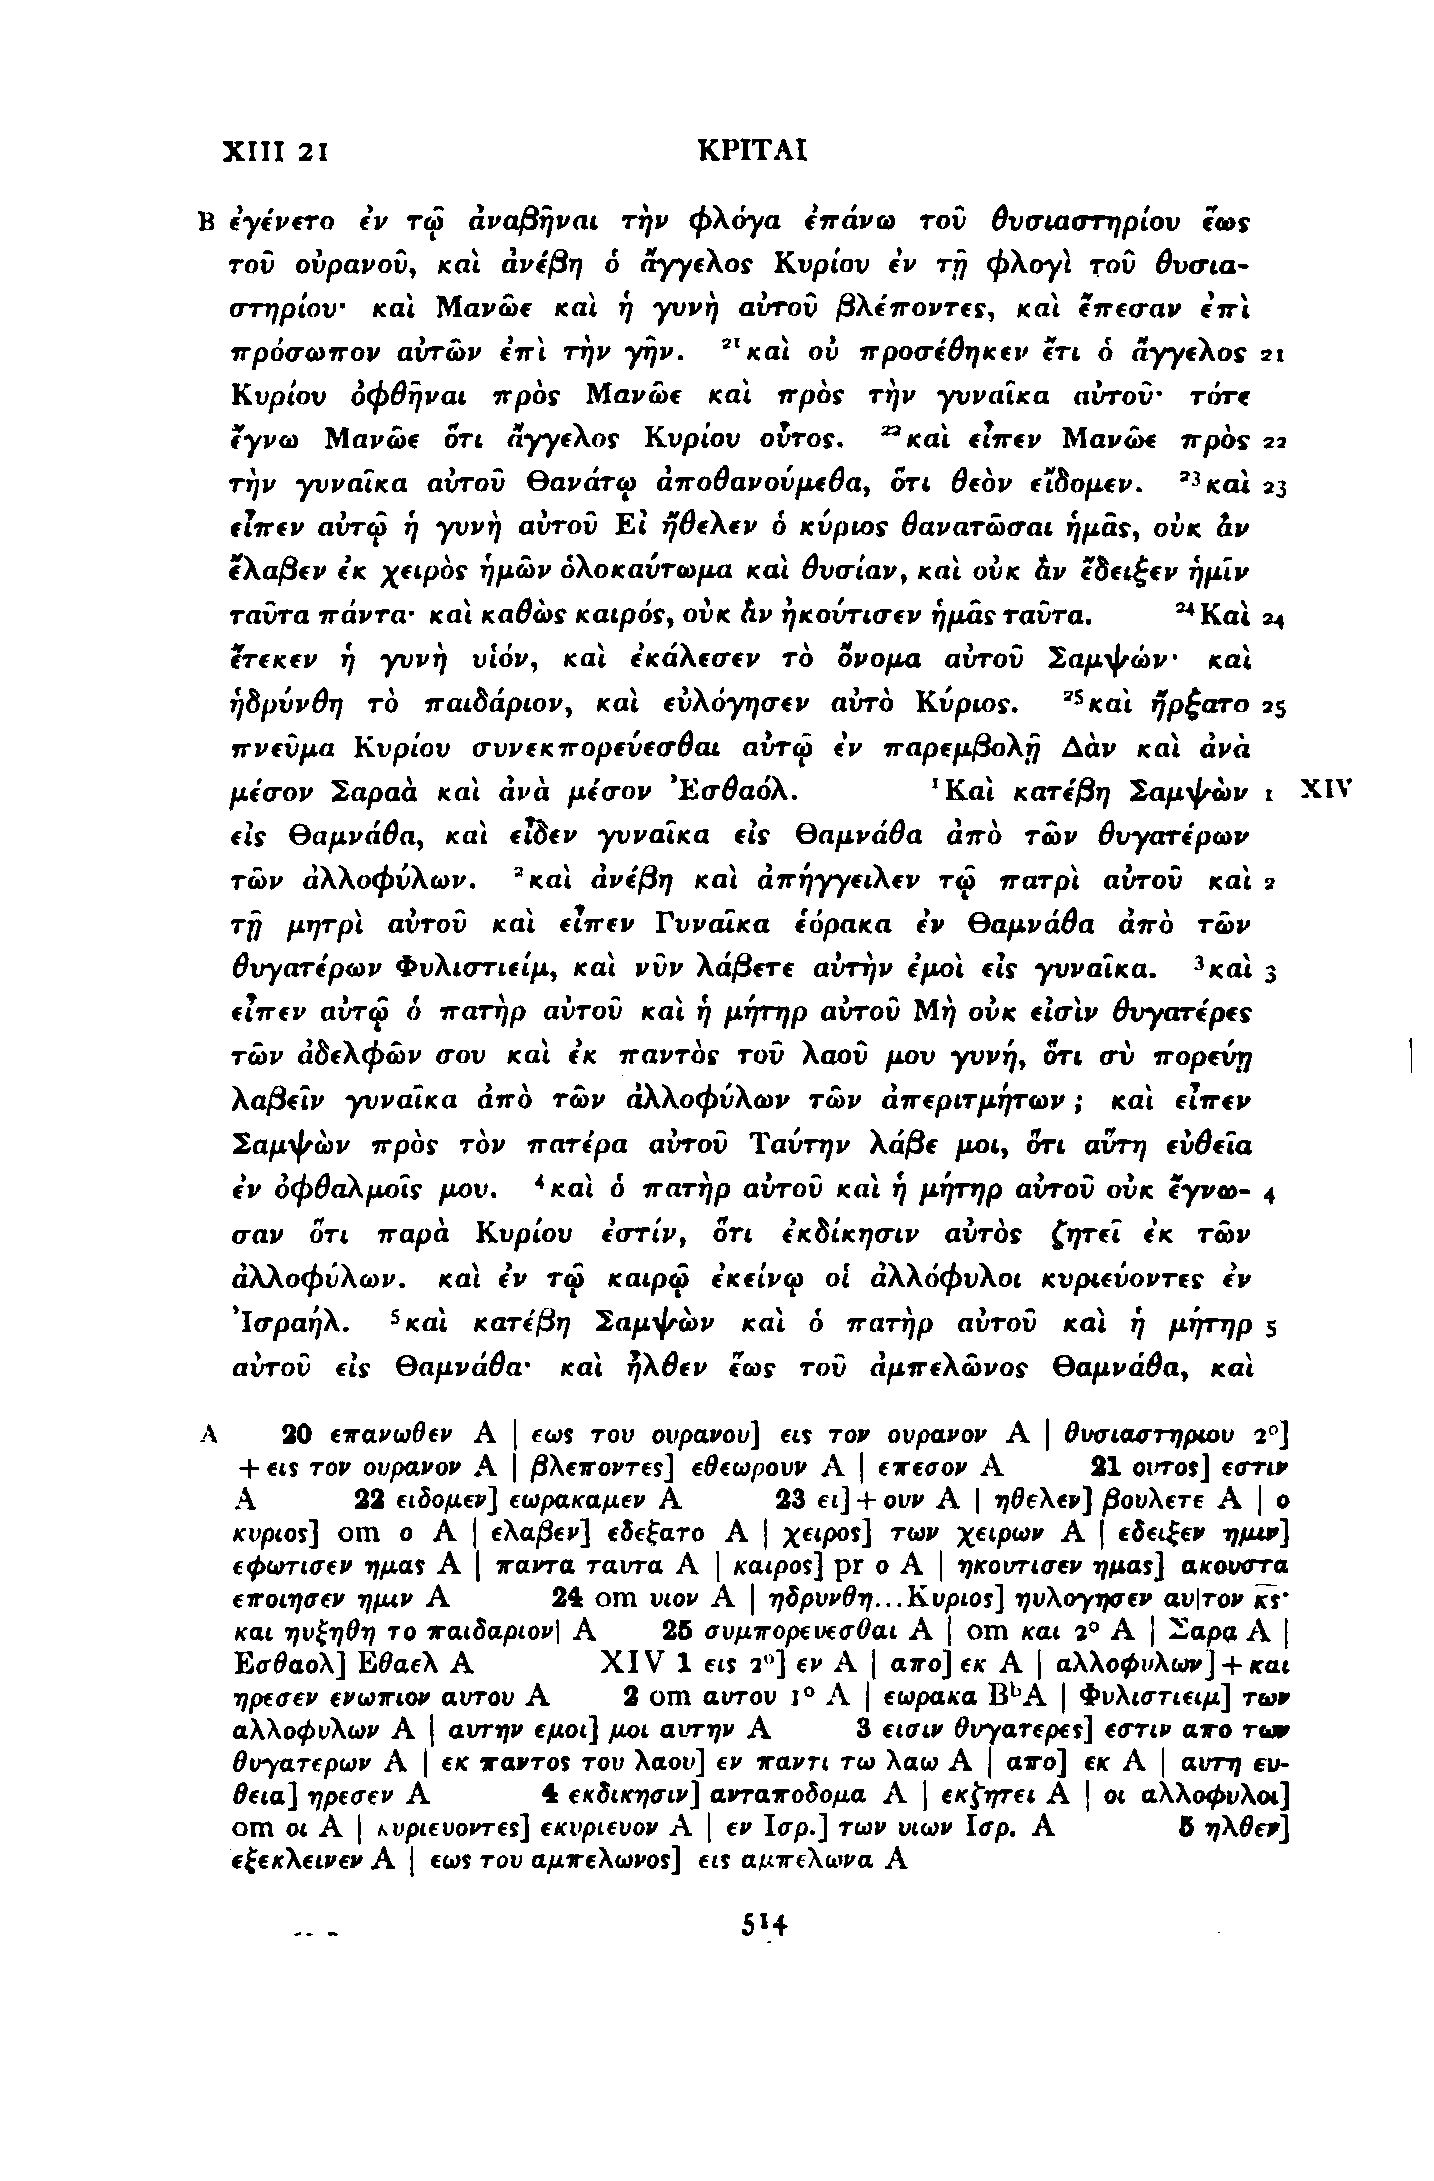 XIII 21 ΚΡΙΤΑΙ
B ἐγένετο ἐν τῷ ἀναβῆναι τὴν φλόγα ἐπάνω τοῦ θυσιαστηρίου ἕως
τοῦ οὐρανοῦ, καὶ ἀνέβη ὁ ἄγγελος Κυρίου ἐν τῇ φλογὶ τοῦ θυσια-
στηρίου· καὶ Μανῶε καὶ ἡ γυνὴ αὐτοῦ βλέποντες, καὶ ἔπεσαν ἐπὶ
πρόσωπον αὐτῶν ἐπὶ τὴν γῆν. ²¹καὶ οὐ προσέθηκεν ἔτι ὁ ἄγγελος 21
Κυρίου ὀφθῆναι πρὸς Μανῶε καὶ πρὸς τὴν γυναῖκα αὐτοῦ· τότε
ἔγνω Μανῶε ὅτι ἄγγελος Κυρίου οὗτος. ²²καὶ εἶπεν Μανῶε πρὸς 22
τὴν γυναῖκα αὐτοῦ Θανάτῳ ἀποθανούμεθα, ὅτι θεὸν εἴδομεν. ²³καὶ 23
εἶπεν αὐτῷ ἡ γυνὴ αὐτοῦ Εἰ ἤθελεν ὁ κύριος θανατῶσαι ἡμᾶς, οὐκ ἂν
ἔλαβεν ἐκ χειρὸς ἡμῶν ὁλοκαύτωμα καὶ θυσίαν, καὶ οὐκ ἂν ἔδειξεν ἡμῖν
ταῦτα πάντα· καὶ καθὼς καιρός, οὐκ ἂν ἠκούτισεν ἡμᾶς ταῦτα. ²⁴Καὶ 24
ἔτεκεν ἡ γυνὴ υἱόν, καὶ ἐκάλεσεν τὸ ὄνομα αὐτοῦ Σαμψών· καὶ
ἡδρύνθη τὸ παιδάριον, καὶ εὐλόγησεν αὐτὸ Κύριος. ²⁵καὶ ἤρξατο 25
πνεῦμα Κυρίου συνεκπορεύεσθαι αὐτῷ ἐν παρεμβολῇ Δὰν καὶ ἀνὰ
μέσον Σαραὰ καὶ ἀνὰ μέσον Ἐσθαόλ. ¹Καὶ κατέβη Σαμψὼν 1 XIV
εἰς Θαμνάθα, καὶ εἶδεν γυναῖκα εἰς Θαμνάθα ἀπὸ τῶν θυγατέρων
τῶν ἀλλοφύλων. ²καὶ ἀνέβη καὶ ἀπήγγειλεν τῷ πατρὶ αὐτοῦ καὶ 2
τῇ μητρὶ αὐτοῦ καὶ εἶπεν Γυναῖκα ἑόρακα ἐν Θαμνάθα ἀπὸ τῶν
θυγατέρων Φυλιστιείμ, καὶ νῦν λάβετε αὐτὴν ἐμοὶ εἰς γυναῖκα. ³καὶ 3
εἶπεν αὐτῷ ὁ πατὴρ αὐτοῦ καὶ ἡ μήτηρ αὐτοῦ Μὴ οὐκ εἰσὶν θυγατέρες
τῶν ἀδελφῶν σου καὶ ἐκ παντὸς τοῦ λαοῦ μου γυνή, ὅτι σὺ πορεύῃ
λαβεῖν γυναῖκα ἀπὸ τῶν ἀλλοφύλων τῶν ἀπεριτμήτων; καὶ εἶπεν
Σαμψὼν πρὸς τὸν πατέρα αὐτοῦ Ταύτην λάβε μοι, ὅτι αὕτη εὐθεῖα
ἐν ὀφθαλμοῖς μου. ⁴καὶ ὁ πατὴρ αὐτοῦ καὶ ἡ μήτηρ αὐτοῦ οὐκ ἔγνω- 4
σαν ὅτι παρὰ Κυρίου ἐστίν, ὅτι ἐκδίκησιν αὐτὸς ζητεῖ ἐκ τῶν
ἀλλοφύλων. καὶ ἐν τῷ καιρῷ ἐκείνῳ οἱ ἀλλόφυλοι κυριεύοντες ἐν
Ἰσραήλ. ⁵καὶ κατέβη Σαμψὼν καὶ ὁ πατὴρ αὐτοῦ καὶ ἡ μήτηρ 5
αὐτοῦ εἰς Θαμνάθα· καὶ ἦλθεν ἕως τοῦ ἀμπελῶνος Θαμνάθα, καὶ
A 20 επανωθεν A | εως του ουρανου] εις τον ουρανον A | θυσιαστηριου 2°]
+εις τον ουρανον A | βλεποντες] εθεωρουν A | επεσον A 21 ουτος] εστιν
A 22 ειδομεν] εωρακαμεν A 23 ει]+ουν A | ηθελεν] βουλετε A | ο
κυριος] om ο A | ελαβεν] εδεξατο A | χειρος] των χειρων A | εδειξεν ημιν]
εφωτισεν ημας A | παντα ταυτα A | καιρος] pr ο A | ηκουτισεν ημας] ακουστα
εποιησεν ημιν A 24 om υιον A | ηδρυνθη...Κυριος] ηυλογησεν αυ|τον κ̅ς̅·
και ηυξηθη το παιδαριον| A 25 συμπορευεσθαι A | om και 2° A | Σαρα A |
Εσθαολ] Εθαελ A XIV 1 εις 2°] εν A | απο] εκ A | αλλοφυλων]+και
ηρεσεν ενωπιον αυτου A 2 om αυτου 1° A | εωρακα BᵇA | Φυλιστιειμ] των
αλλοφυλων A | αυτην εμοι] μοι αυτην A 3 εισιν θυγατερες] εστιν απο των
θυγατερων A | εκ παντος του λαου] εν παντι τω λαω A | απο] εκ A | αυτη ευ-
θεια] ηρεσεν A 4 εκδικησιν] ανταποδομα A | εκζητει A | οι αλλοφυλοι]
om οι A | κυριευοντες] εκυριευον A | εν Ισρ.] των υιων Ισρ. A 5 ηλθεν]
εξεκλεινεν A | εως του αμπελωνος] εις αμπελωνα A
514